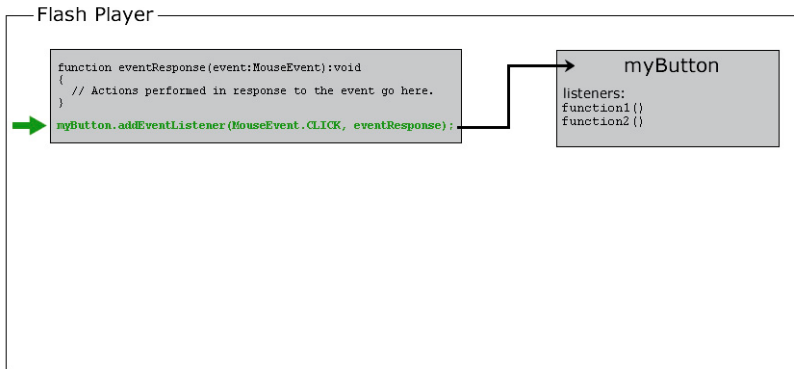 Flash Player
function eventResponse(event:MouseEvent):void
{
// Actions performed in response to the event go here.
}
myButton.addEventListener(MouseEvent.CLICK, eventResponse);
myButton
listeners:
function1()
function2()